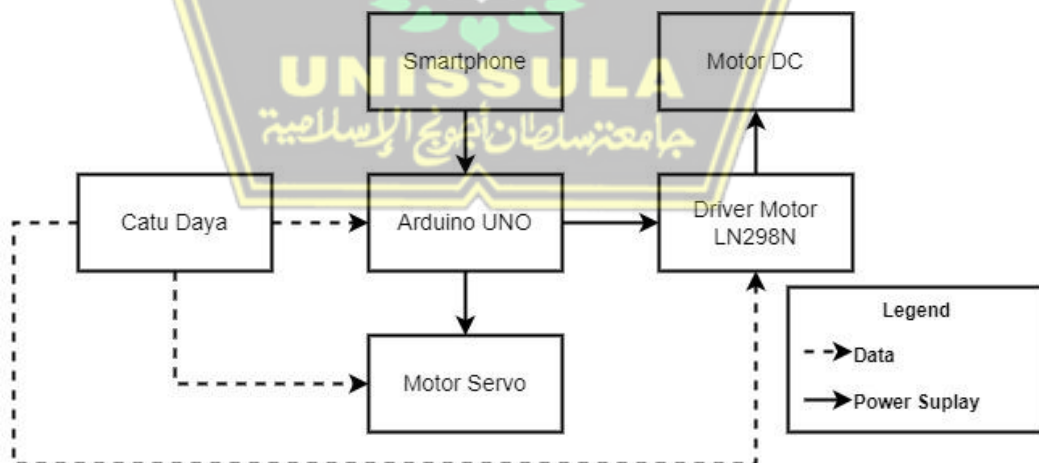 Smartphone
Motor DC
UNISSULA
جامعة سلطان أجونج الإسلامية
Catu Daya
Arduino UNO
Driver Motor
LN298N
Motor Servo
Legend
Data
Power Suplay